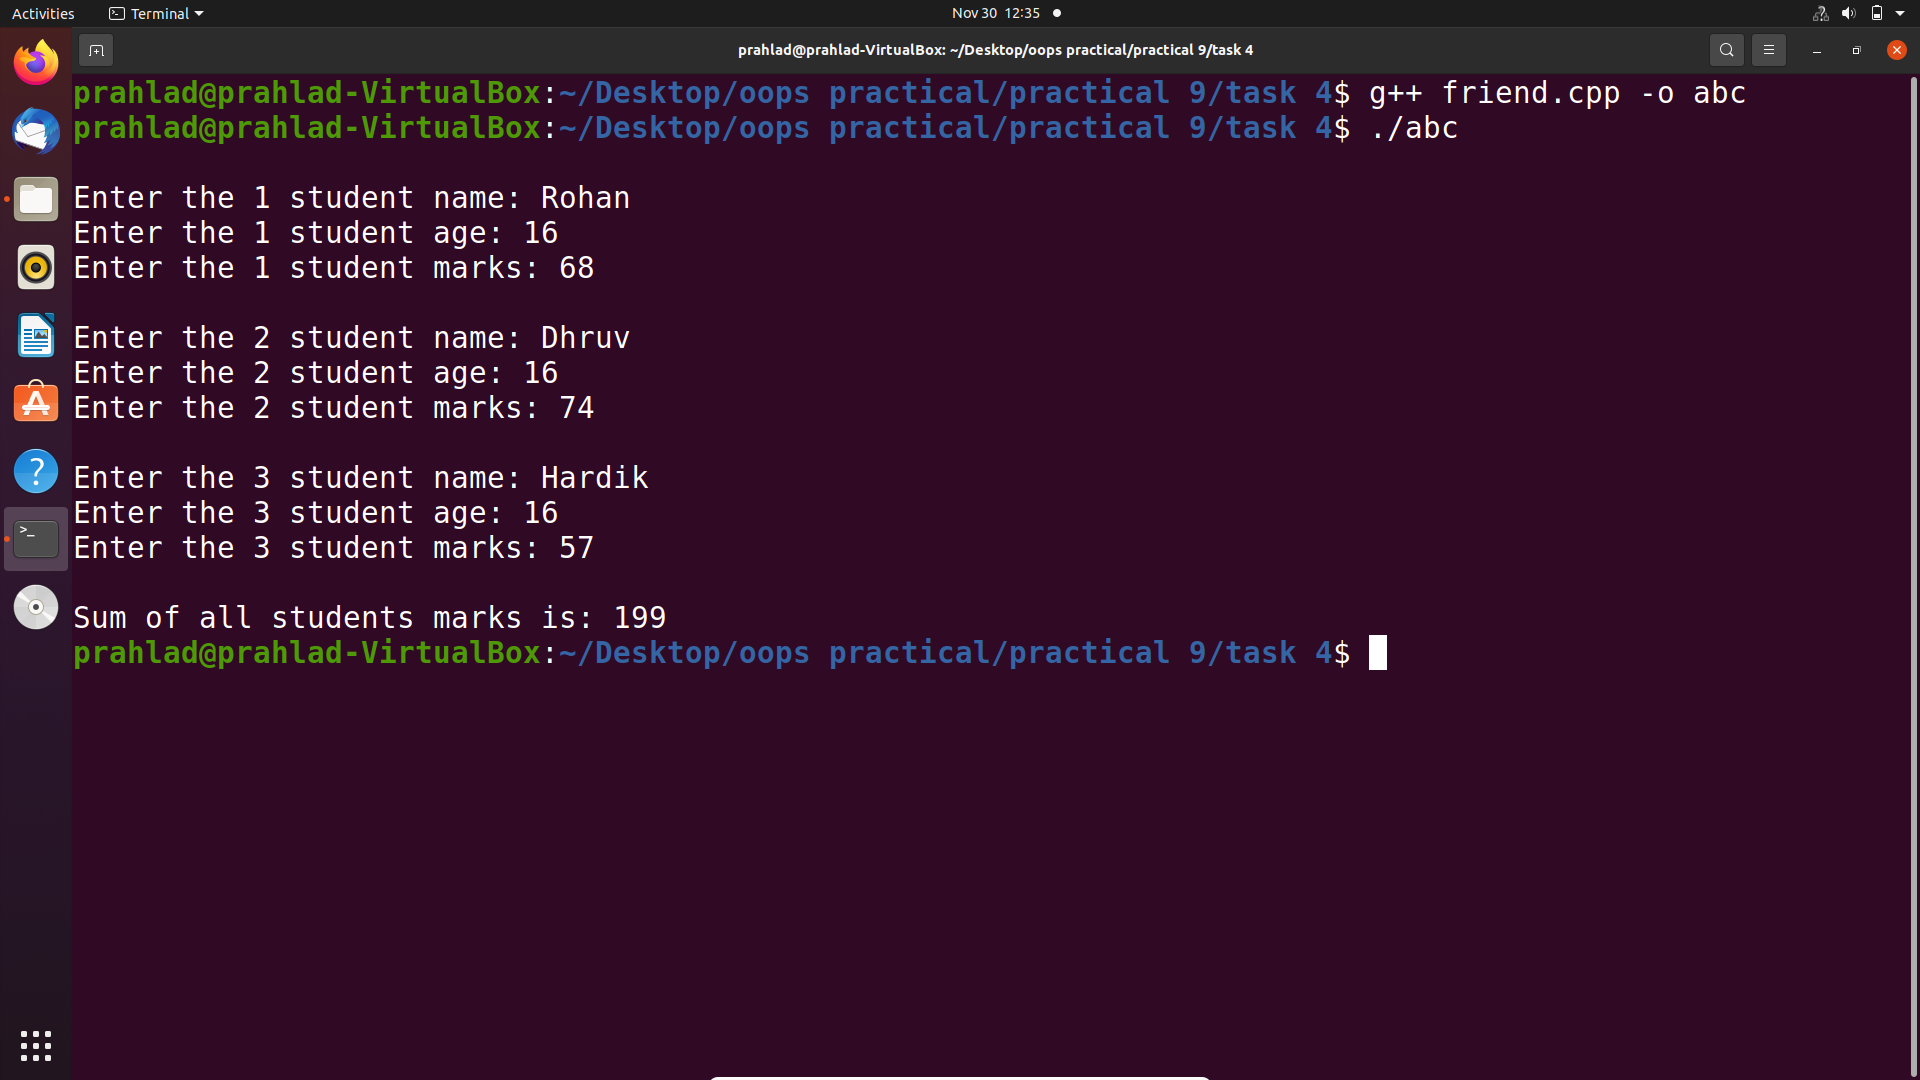 Activities Terminal Nov 30 12:35
prahlad@prahlad-VirtualBox: ~/Desktop/oops practical/practical 9/task 4
prahlad@prahlad-VirtualBox:~/Desktop/oops practical/practical 9/task 4$ g++ friend.cpp -o abc
prahlad@prahlad-VirtualBox:~/Desktop/oops practical/practical 9/task 4$ ./abc
Enter the 1 student name: Rohan
Enter the 1 student age: 16
Enter the 1 student marks: 68
Enter the 2 student name: Dhruv
Enter the 2 student age: 16
Enter the 2 student marks: 74
Enter the 3 student name: Hardik
Enter the 3 student age: 16
Enter the 3 student marks: 57
Sum of all students marks is: 199
prahlad@prahlad-VirtualBox:~/Desktop/oops practical/practical 9/task 4$